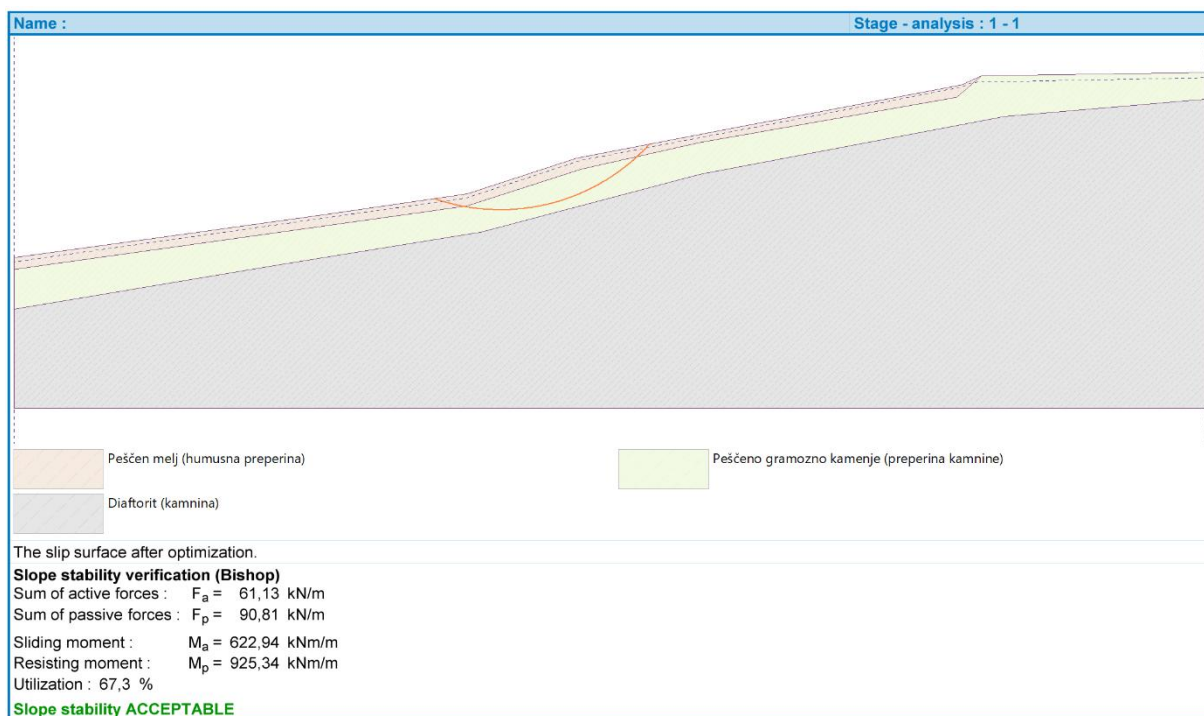 Name :
Stage - analysis : 1 - 1
Peščen melj (humusna preperina)
Peščeno gramozno kamenje (preperina kamnine)
Diaftorit (kamnina)
The slip surface after optimization.
Slope stability verification (Bishop)
Sum of active forces : Fa = 61,13 kN/m
Sum of passive forces : Fp = 90,81 kN/m
Sliding moment : Ma = 622,94 kNm/m
Resisting moment : Mp = 925,34 kNm/m
Utilization : 67,3 %
Slope stability ACCEPTABLE